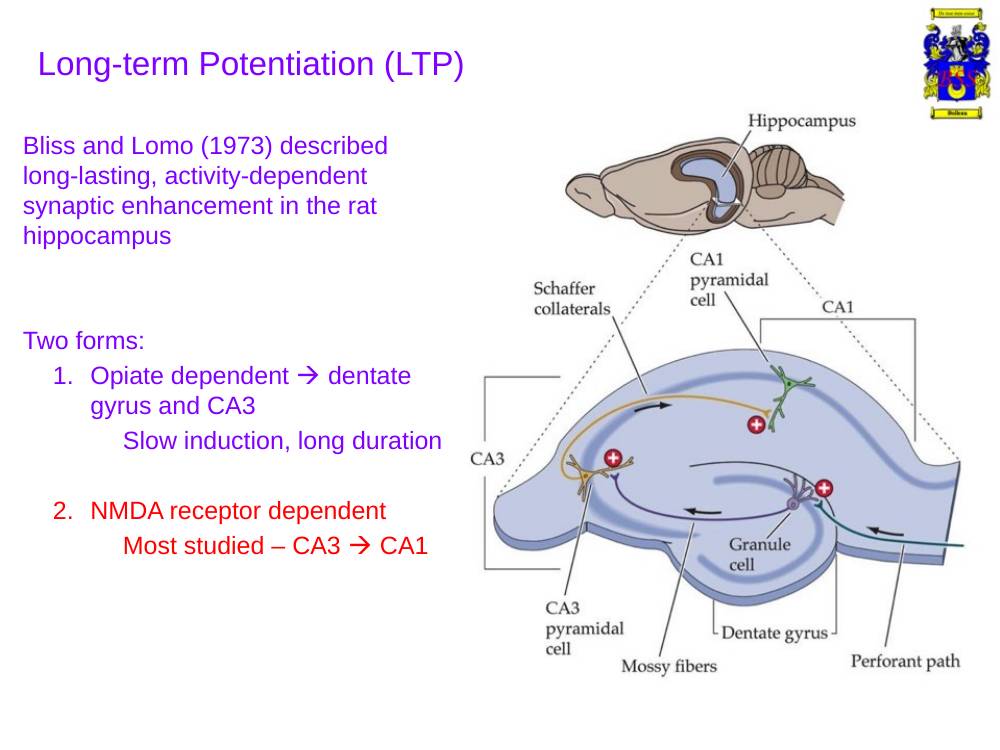 Long-term Potentiation (LTP)
Bliss and Lomo (1973) described
long-lasting, activity-dependent
synaptic enhancement in the rat
hippocampus
Two forms:
1. Opiate dependent → dentate
gyrus and CA3
Slow induction, long duration
2. NMDA receptor dependent
Most studied – CA3 → CA1
Hippocampus
CA1
pyramidal
cell
Schaffer
collaterals
CA1
CA3
Granule
cell
CA3
pyramidal
cell
Dentate gyrus
Mossy fibers
Perforant path